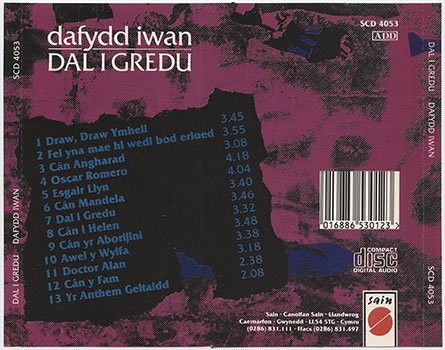 SCD 4053
dafydd iwan
DAL I GREDU
SCD 4053
ADD
DAL I GREDU DAFYDD IWAN
1 Draw, Draw Ymhell 3.45
2 Fel yna mae hi wedi bod erioed 3.55
3 Cân Angharad 3.08
4 Oscar Romero 4.18
5 Esgair Llyn 4.04
6 Cân Mandela 3.40
7 Dal i Gredu 3.46
8 Cân i Helen 3.32
9 Cân yr Aborijini 3.48
10 Awel y Wylfa 3.38
11 Doctor Alan 3.18
12 Cân y Fam 2.38
13 Yr Anthem Geltaidd 2.08
016886530123>
COMPACT
disc
DIGITAL AUDIO
sain
Sain - Canolfan Sain - Llandwrog
Caernarfon - Gwynedd - LL54 5TG - Cymru
(0286) 831.111 - ffacs (0286) 831.497
DAL I GREDU DAFYDD IWAN
SCD 4053